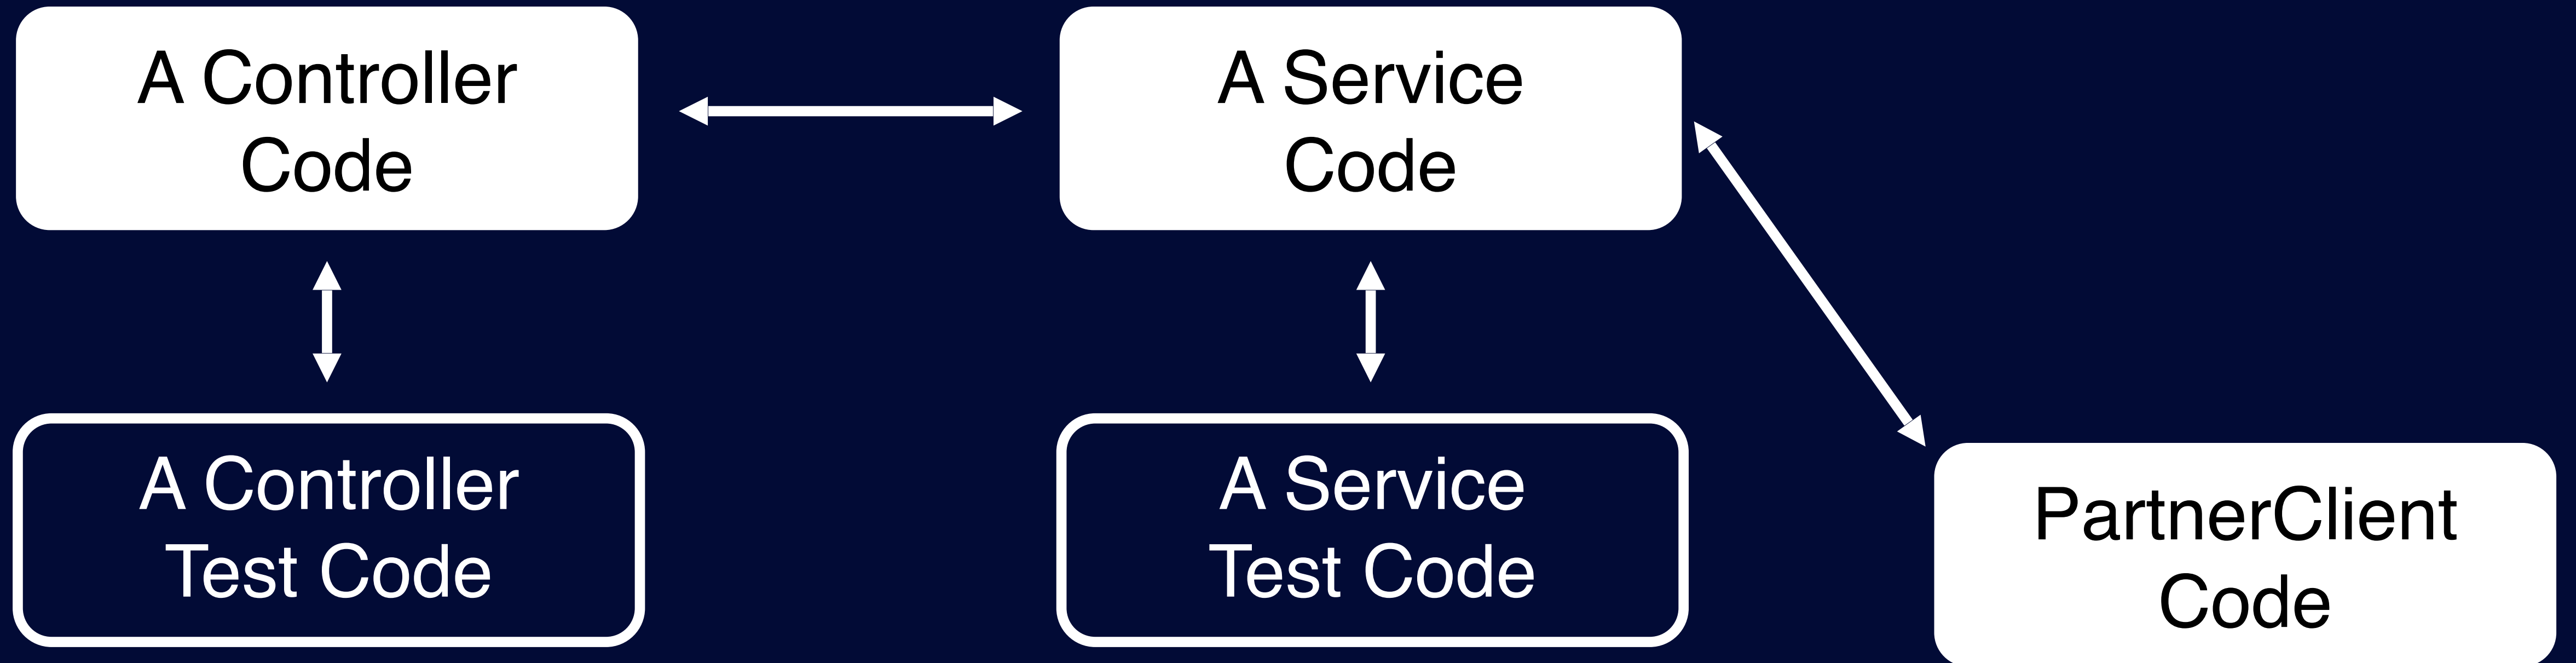 A Controller
Code
A Service
Code
A Controller
Test Code
A Service
Test Code
PartnerClient
Code